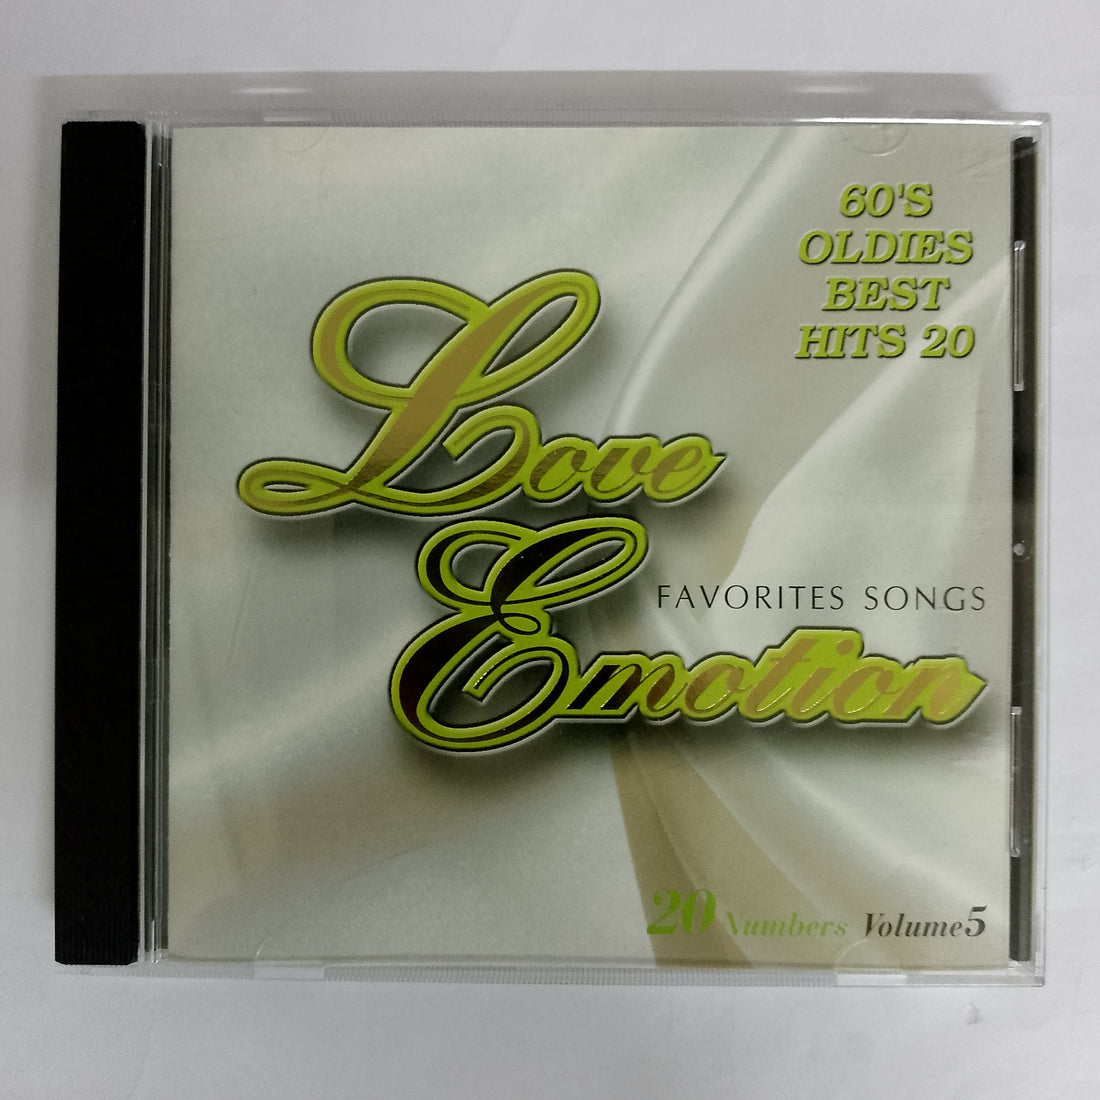 60'S
OLDIES
BEST
HITS 20
Love
Emotion
FAVORITES SONGS
20 Numbers Volume5